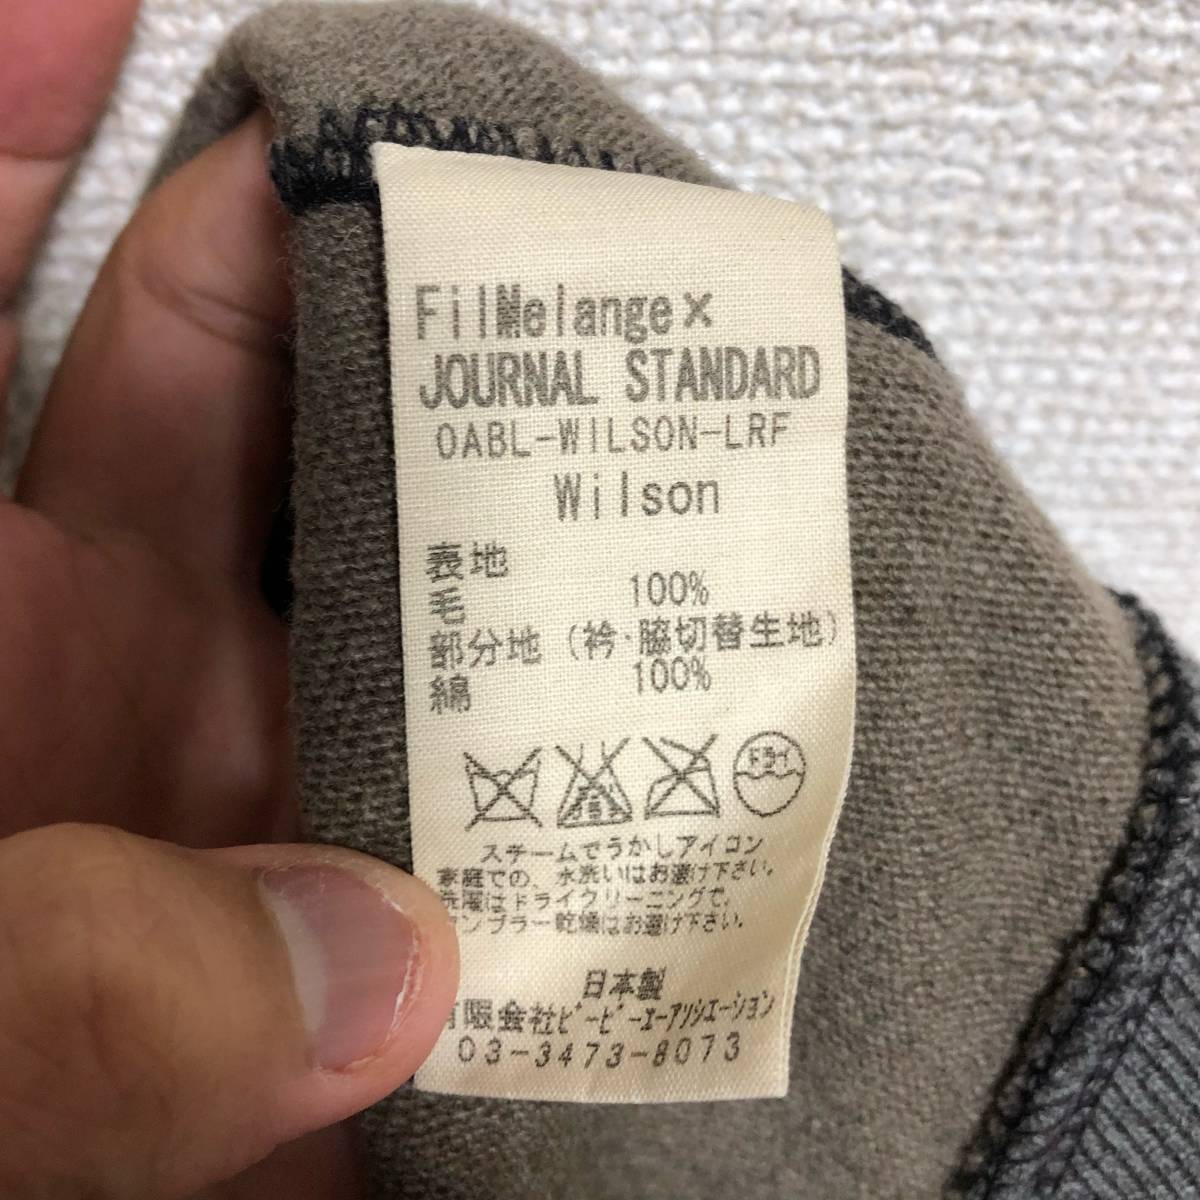 FilMelange×
JOURNAL STANDARD
OABL-WILSON-LRF
Wilson
表地
毛 100%
部分地 (衿·脇切替生地)
綿 100%
スチームでうかしアイロン
家庭での、水洗いはお避け下さい。
洗濯はドライクリーニングで、
タンブラー乾燥はお避け下さい。
日本製
有限会社ビービーエーアソシエーション
03-3473-8073